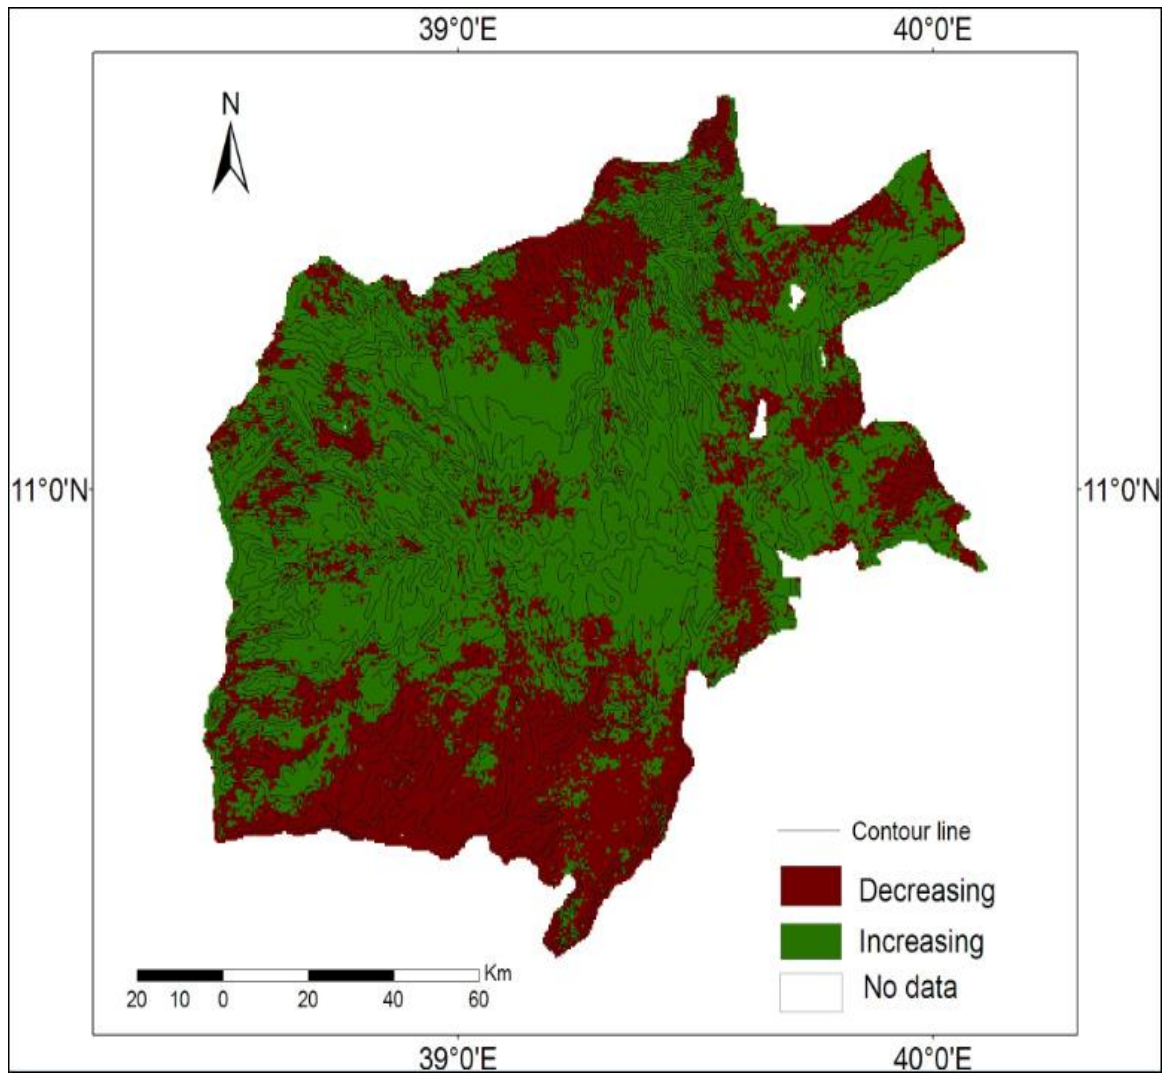 39°0'E 40°0'E
N
11°0'N 11°0'N
Contour line
Decreasing
Increasing
No data
Km
20 10 0 20 40 60
39°0'E 40°0'E